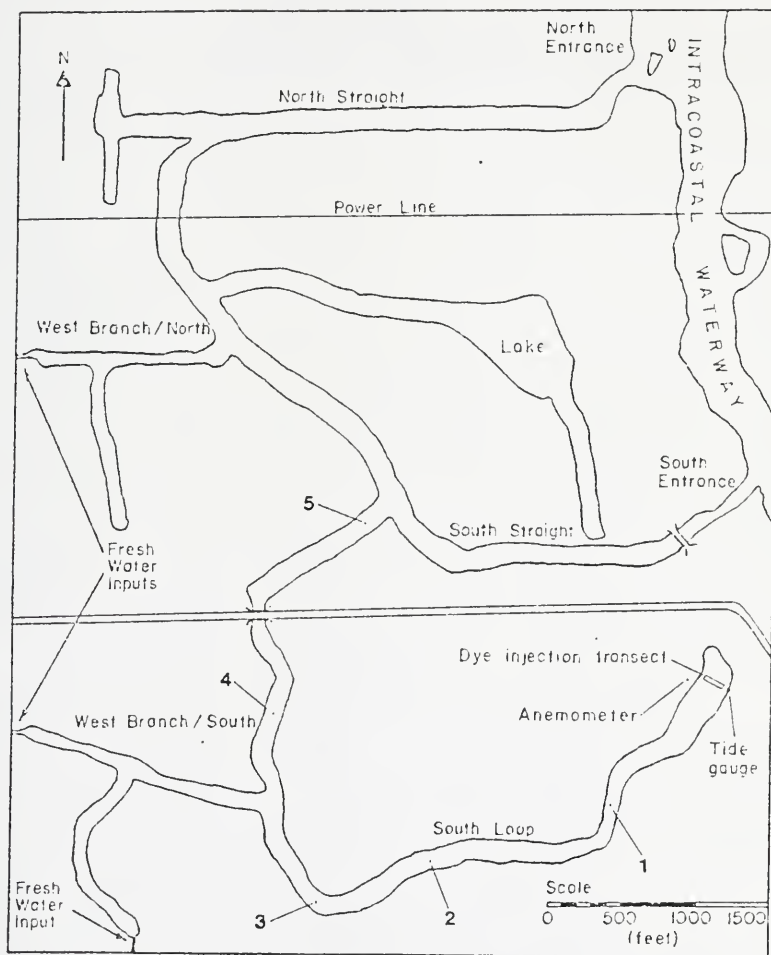 North
Entrance
N
North Straight
INTRACOASTAL
WATERWAY
Power Line
West Branch/North
Lake
South
Entrance
5
South Straight
Fresh
Water
Inputs
Dye injection transect
4
West Branch/South
Anemometer
Tide
gauge
South Loop
1
Fresh
Water
Input
3
2
Scale
0 500 1000 1500
(feet)